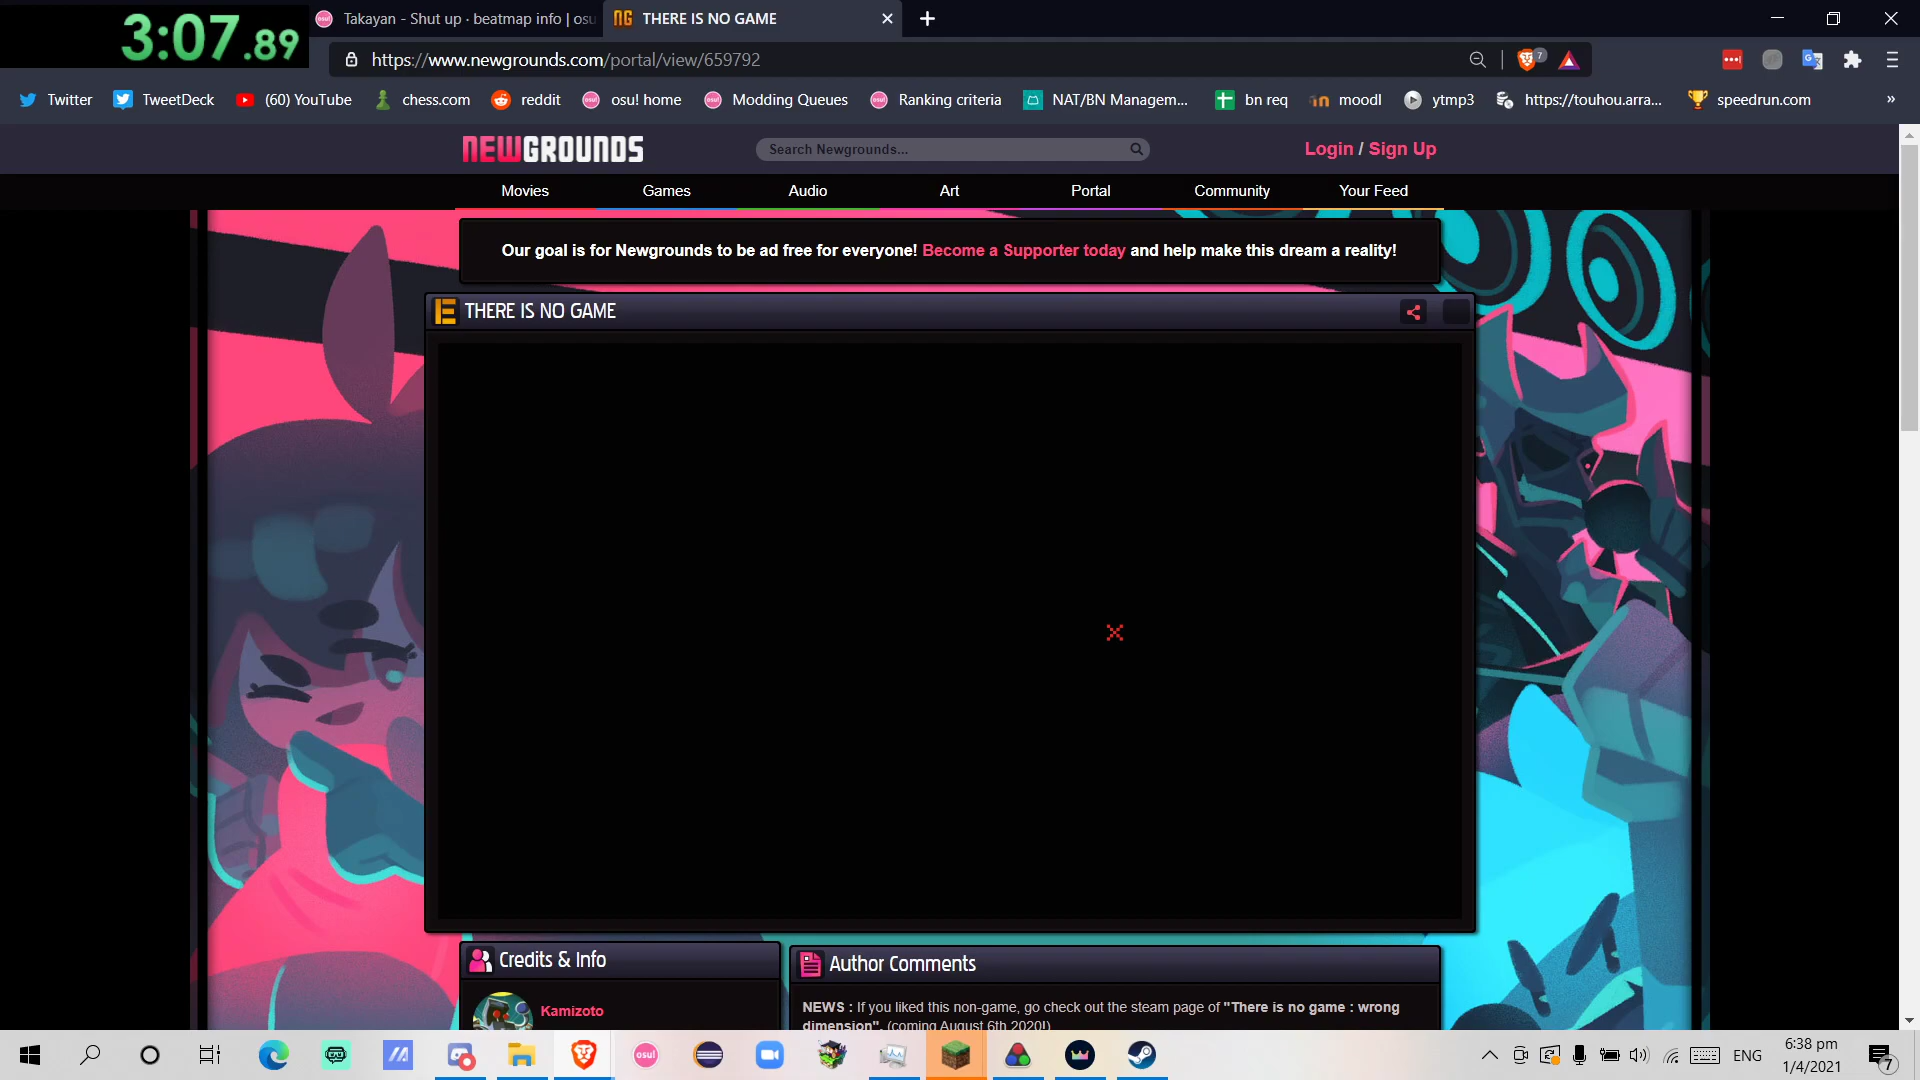 3:07.89
Takayan - Shut up · beatmap info | osu
THERE IS NO GAME
https://www.newgrounds.com/portal/view/659792
7
Twitter
TweetDeck
(60) YouTube
chess.com
reddit
osu! home
Modding Queues
Ranking criteria
NAT/BN Managem...
bn req
moodl
ytmp3
https://touhou.arra...
speedrun.com
NEWGROUNDS
Search Newgrounds...
Login / Sign Up
Movies
Games
Audio
Art
Portal
Community
Your Feed
Our goal is for Newgrounds to be ad free for everyone! Become a Supporter today and help make this dream a reality!
E THERE IS NO GAME
Credits & Info
Kamizoto
Author Comments
NEWS : If you liked this non-game, go check out the steam page of "There is no game : wrong
dimension". (coming August 6th 2020!)
osu!
ENG
6:38 pm
1/4/2021
7